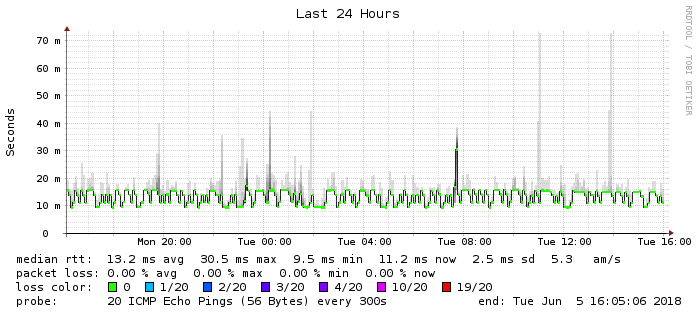 Last 24 Hours
RRDTOOL / TOBI OETIKER
Seconds
70 m
60 m
50 m
40 m
30 m
20 m
10 m
0
Mon 20:00 Tue 00:00 Tue 04:00 Tue 08:00 Tue 12:00 Tue 16:00
median rtt: 13.2 ms avg 30.5 ms max 9.5 ms min 11.2 ms now 2.5 ms sd 5.3 am/s
packet loss: 0.00 % avg 0.00 % max 0.00 % min 0.00 % now
loss color: 0 1/20 2/20 3/20 4/20 10/20 19/20
probe: 20 ICMP Echo Pings (56 Bytes) every 300s end: Tue Jun 5 16:05:06 2018